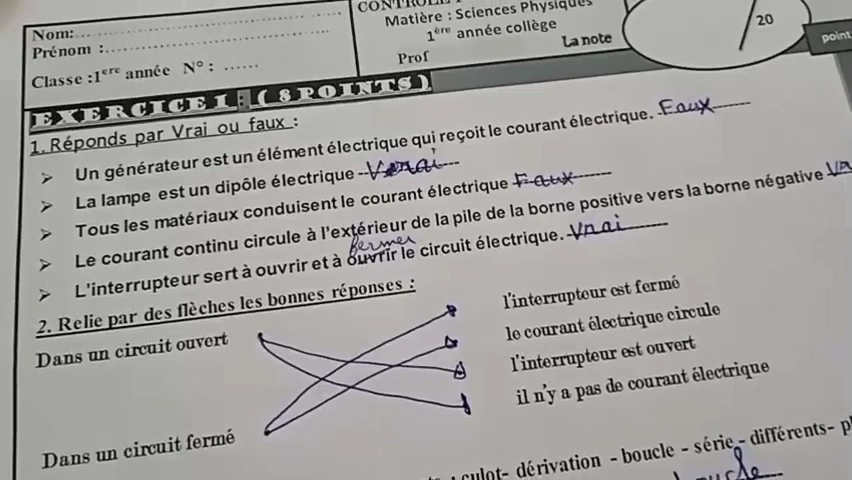 Nom:
Prénom :
Classe :1ere année N° :
Matière : Sciences Physiques
1ère année collège
Prof La note
/ 20
point
EXERCICE 1 : ( 8 POINTS )
1. Réponds par Vrai ou faux :
Un générateur est un élément électrique qui reçoit le courant électrique. Faux
La lampe est un dipôle électrique Vrai
Tous les matériaux conduisent le courant électrique Faux
Le courant continu circule à l'extérieur de la pile de la borne positive vers la borne négative
fermer
L'interrupteur sert à ouvrir et à ouvrir le circuit électrique. Vrai
2. Relie par des flèches les bonnes réponses :
Dans un circuit ouvert
l'interrupteur est fermé
le courant électrique circule
l'interrupteur est ouvert
il n'y a pas de courant électrique
Dans un circuit fermé
culot- dérivation - boucle - série - différents-
boucle